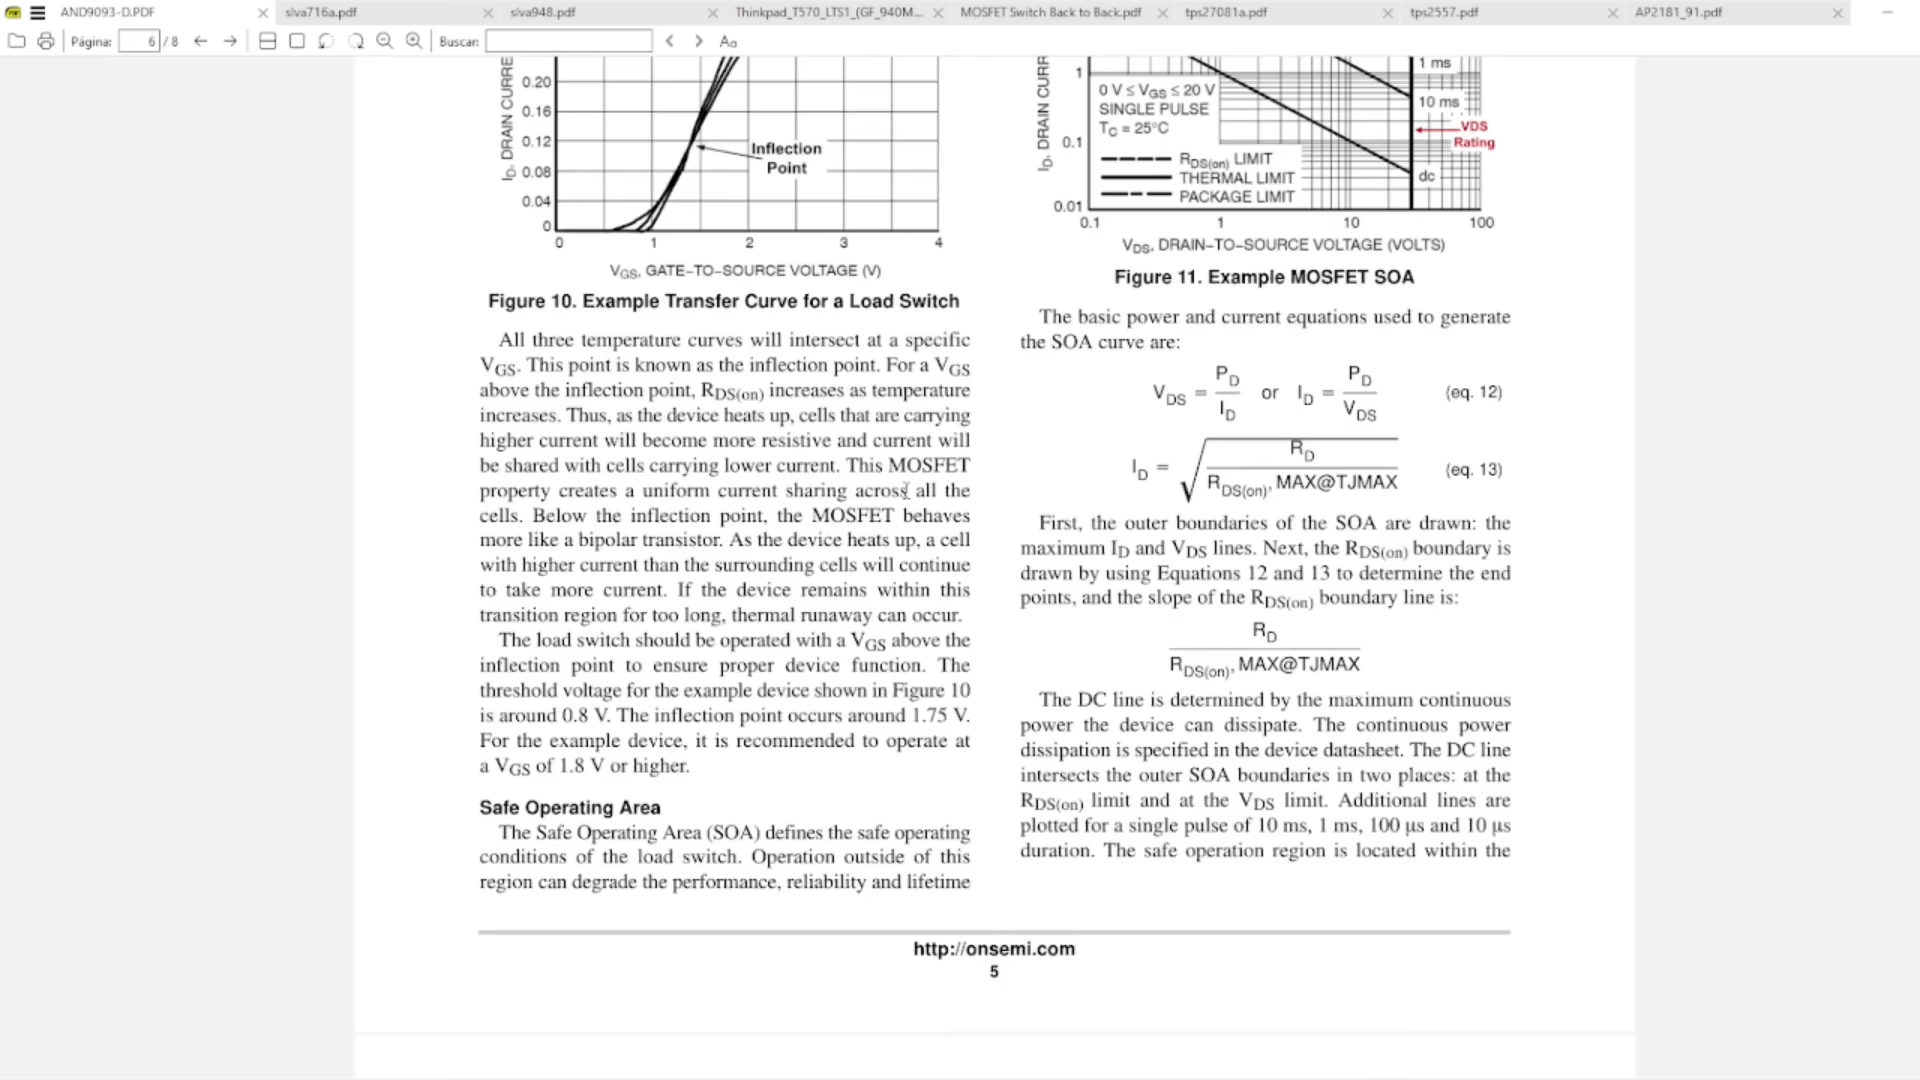 AND9093-D.PDF
slva716a.pdf
slva948.pdf
Thinkpad_T570_LTS1_(GF_940M...
MOSFET Switch Back to Back.pdf
tps27081a.pdf
tps2557.pdf
AP2181_91.pdf
Página: 6 / 8
Buscar:
ID, DRAIN CURRE
0.20
0.16
0.12
0.08
0.04
0
Inflection
Point
0 1 2 3 4
VGS, GATE−TO−SOURCE VOLTAGE (V)
Figure 10. Example Transfer Curve for a Load Switch
All three temperature curves will intersect at a specific
VGS. This point is known as the inflection point. For a VGS
above the inflection point, RDS(on) increases as temperature
increases. Thus, as the device heats up, cells that are carrying
higher current will become more resistive and current will
be shared with cells carrying lower current. This MOSFET
property creates a uniform current sharing across all the
cells. Below the inflection point, the MOSFET behaves
more like a bipolar transistor. As the device heats up, a cell
with higher current than the surrounding cells will continue
to take more current. If the device remains within this
transition region for too long, thermal runaway can occur.
The load switch should be operated with a VGS above the
inflection point to ensure proper device function. The
threshold voltage for the example device shown in Figure 10
is around 0.8 V. The inflection point occurs around 1.75 V.
For the example device, it is recommended to operate at
a VGS of 1.8 V or higher.
Safe Operating Area
The Safe Operating Area (SOA) defines the safe operating
conditions of the load switch. Operation outside of this
region can degrade the performance, reliability and lifetime
ID, DRAIN CURR
1
0.1
0.01
0 V ≤ VGS ≤ 20 V
SINGLE PULSE
TC = 25°C
RDS(on) LIMIT
THERMAL LIMIT
PACKAGE LIMIT
1 ms
10 ms
VDS
Rating
dc
0.1 1 10 100
VDS, DRAIN−TO−SOURCE VOLTAGE (VOLTS)
Figure 11. Example MOSFET SOA
The basic power and current equations used to generate
the SOA curve are:
VDS = PD/ID or ID = PD/VDS (eq. 12)
ID = √(RD/RDS(on), MAX@TJMAX) (eq. 13)
First, the outer boundaries of the SOA are drawn: the
maximum ID and VDS lines. Next, the RDS(on) boundary is
drawn by using Equations 12 and 13 to determine the end
points, and the slope of the RDS(on) boundary line is:
RD
RDS(on), MAX@TJMAX
The DC line is determined by the maximum continuous
power the device can dissipate. The continuous power
dissipation is specified in the device datasheet. The DC line
intersects the outer SOA boundaries in two places: at the
RDS(on) limit and at the VDS limit. Additional lines are
plotted for a single pulse of 10 ms, 1 ms, 100 µs and 10 µs
duration. The safe operation region is located within the
http://onsemi.com
5